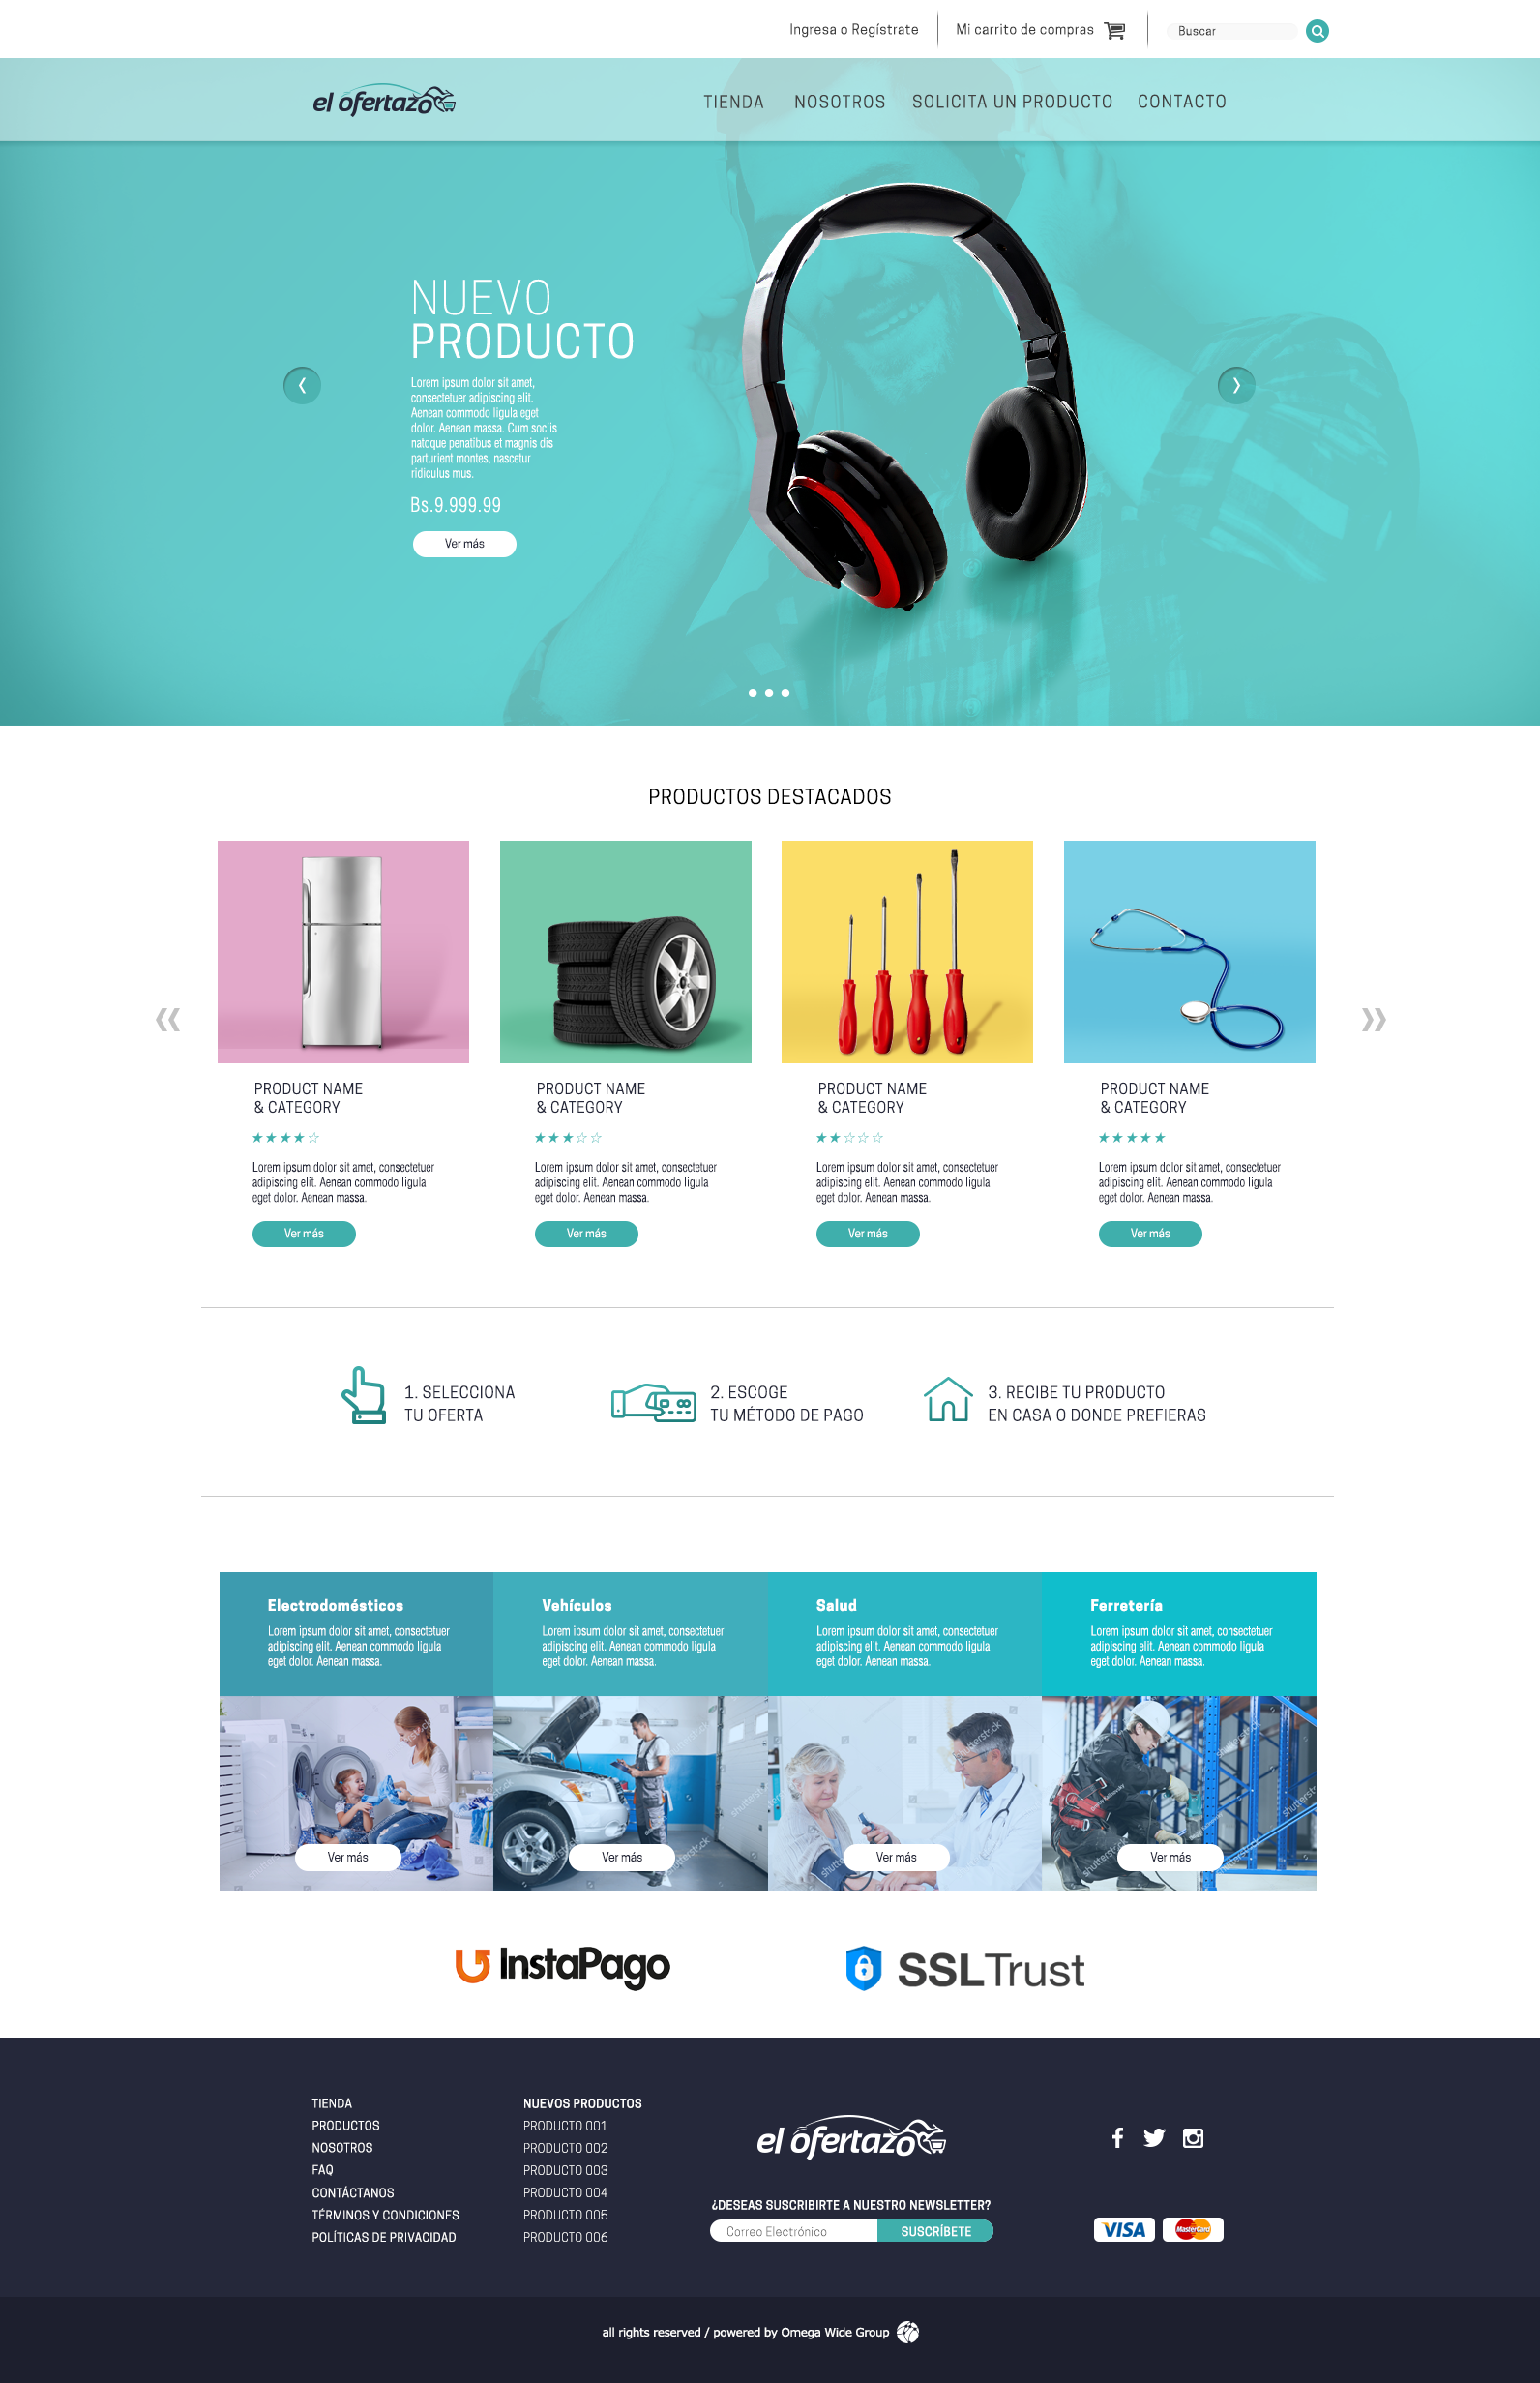 Ingresa o Regístrate
Mi carrito de compras
Buscar
el ofertazo
TIENDA
NOSOTROS
SOLICITA UN PRODUCTO
CONTACTO
NUEVO
PRODUCTO
Lorem ipsum dolor sit amet,
consectetuer adipiscing elit.
Aenean commodo ligula eget
dolor. Aenean massa. Cum sociis
natoque penatibus et magnis dis
parturient montes, nascetur
ridiculus mus.
Bs.9.999.99
Ver más
PRODUCTOS DESTACADOS
PRODUCT NAME
& CATEGORY
Lorem ipsum dolor sit amet, consectetuer
adipiscing elit. Aenean commodo ligula
eget dolor. Aenean massa.
Ver más
PRODUCT NAME
& CATEGORY
Lorem ipsum dolor sit amet, consectetuer
adipiscing elit. Aenean commodo ligula
eget dolor. Aenean massa.
Ver más
PRODUCT NAME
& CATEGORY
Lorem ipsum dolor sit amet, consectetuer
adipiscing elit. Aenean commodo ligula
eget dolor. Aenean massa.
Ver más
PRODUCT NAME
& CATEGORY
Lorem ipsum dolor sit amet, consectetuer
adipiscing elit. Aenean commodo ligula
eget dolor. Aenean massa.
Ver más
1. SELECCIONA
TU OFERTA
2. ESCOGE
TU MÉTODO DE PAGO
3. RECIBE TU PRODUCTO
EN CASA O DONDE PREFIERAS
Electrodomésticos
Lorem ipsum dolor sit amet, consectetuer
adipiscing elit. Aenean commodo ligula
eget dolor. Aenean massa.
Ver más
Vehículos
Lorem ipsum dolor sit amet, consectetuer
adipiscing elit. Aenean commodo ligula
eget dolor. Aenean massa.
shutterstock
Ver más
Salud
Lorem ipsum dolor sit amet, consectetuer
adipiscing elit. Aenean commodo ligula
eget dolor. Aenean massa.
shutterstock
Ver más
Ferretería
Lorem ipsum dolor sit amet, consectetuer
adipiscing elit. Aenean commodo ligula
eget dolor. Aenean massa.
shutterstock
Ver más
InstaPago
SSLTrust
TIENDA
PRODUCTOS
NOSOTROS
FAQ
CONTÁCTANOS
TÉRMINOS Y CONDICIONES
POLÍTICAS DE PRIVACIDAD
NUEVOS PRODUCTOS
PRODUCTO 001
PRODUCTO 002
PRODUCTO 003
PRODUCTO 004
PRODUCTO 005
PRODUCTO 006
el ofertazo
¿DESEAS SUSCRIBIRTE A NUESTRO NEWSLETTER?
Correo Electrónico
SUSCRÍBETE
VISA
MasterCard
all rights reserved / powered by Omega Wide Group